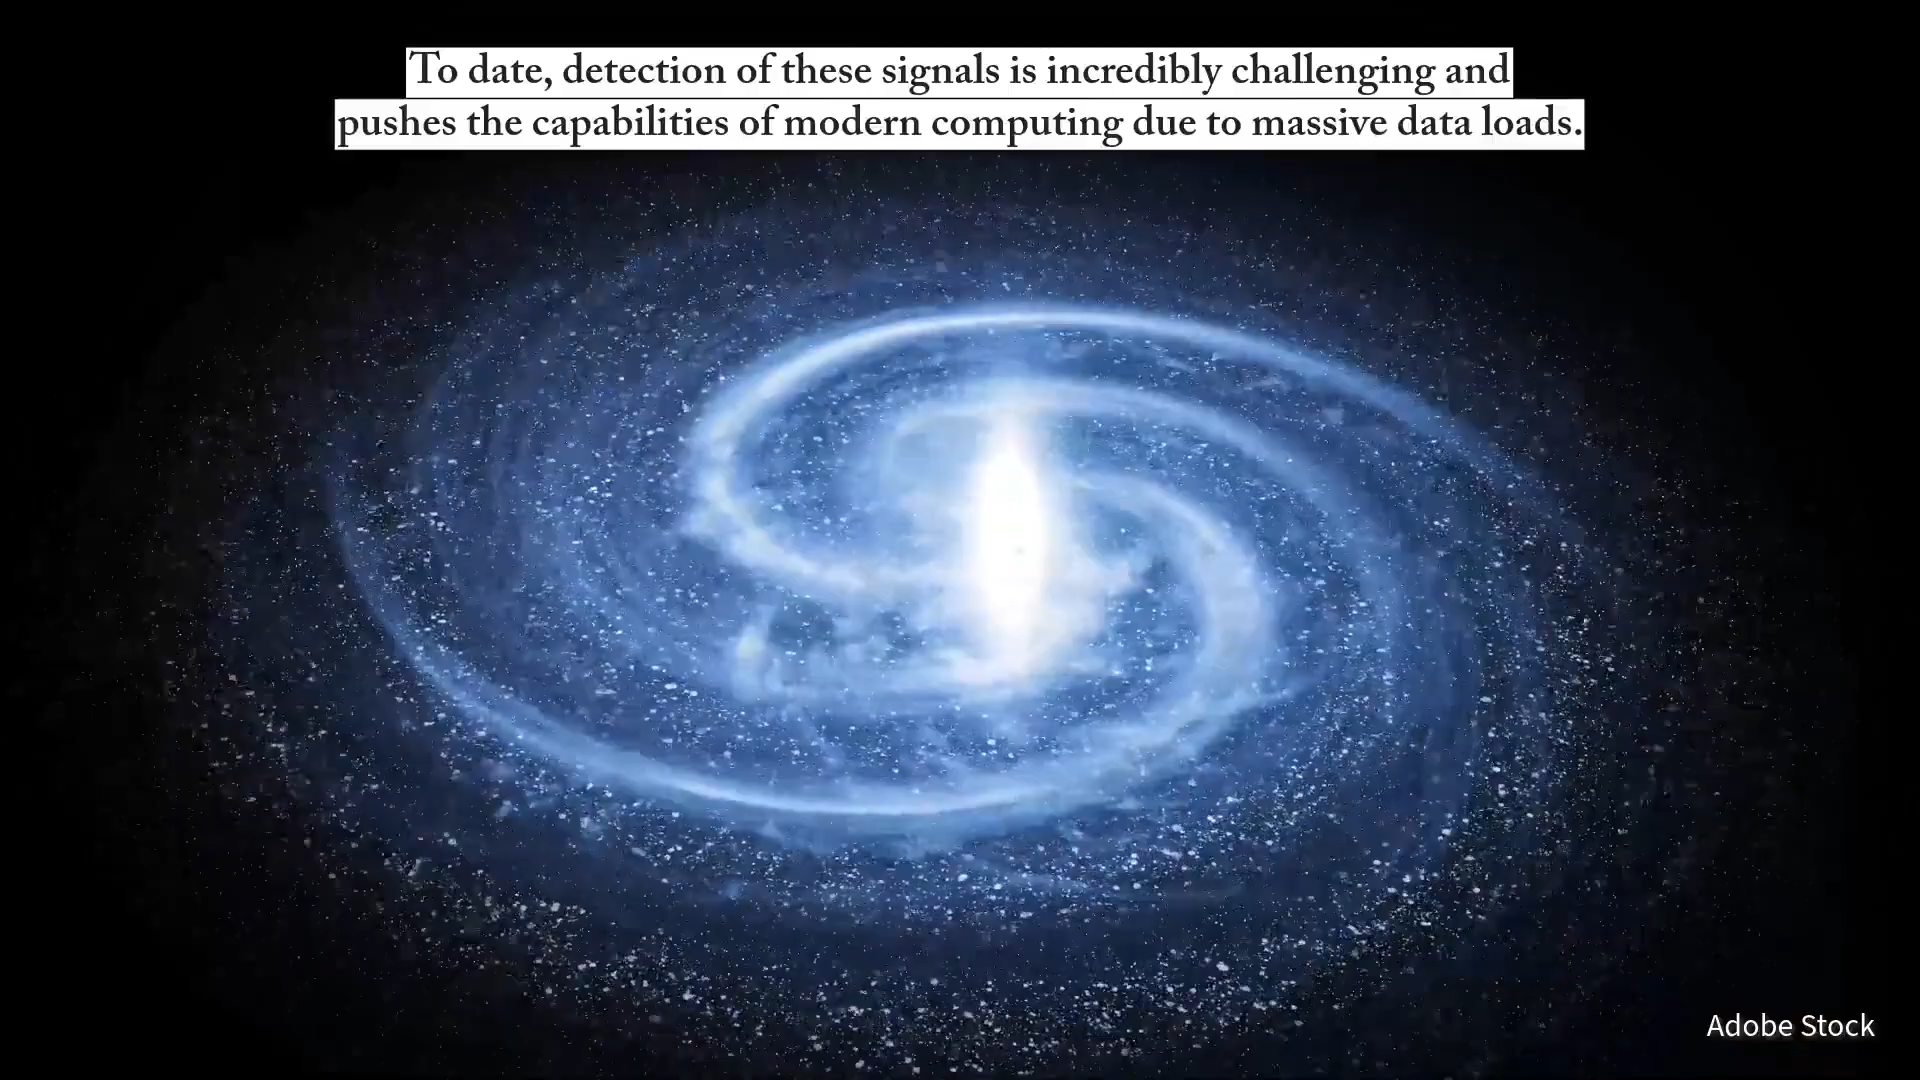 To date, detection of these signals is incredibly challenging and
pushes the capabilities of modern computing due to massive data loads.
Adobe Stock